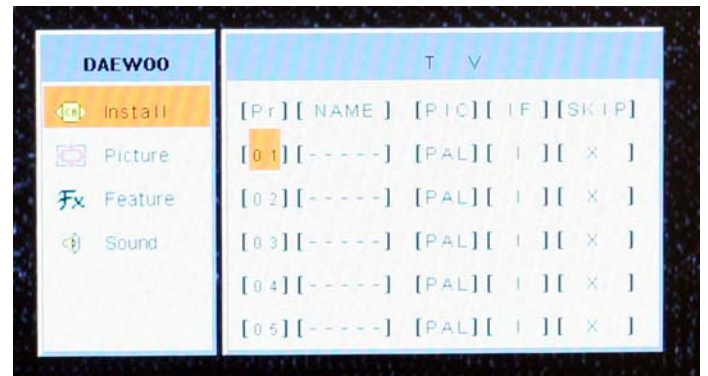 DAEWOO
Install
Picture
Fx Feature
Sound
T V
[Pr][ NAME ] [PIC][ IF ][SKIP]
[01][-----] [PAL][ I ][ X ]
[02][-----] [PAL][ I ][ X ]
[03][-----] [PAL][ I ][ X ]
[04][-----] [PAL][ I ][ X ]
[05][-----] [PAL][ I ][ X ]